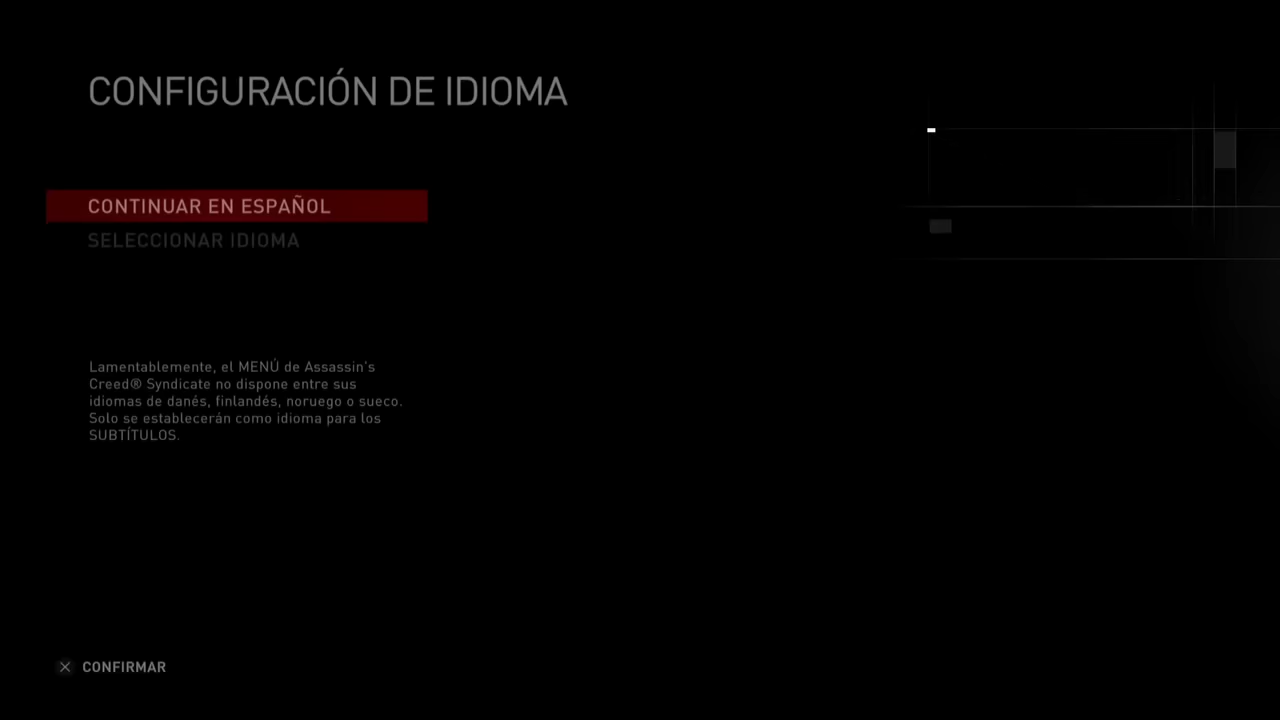 CONFIGURACIÓN DE IDIOMA
CONTINUAR EN ESPAÑOL
SELECCIONAR IDIOMA
Lamentablemente, el MENÚ de Assassin's
Creed® Syndicate no dispone entre sus
idiomas de danés, finlandés, noruego o sueco.
Solo se establecerán como idioma para los
SUBTÍTULOS.
CONFIRMAR